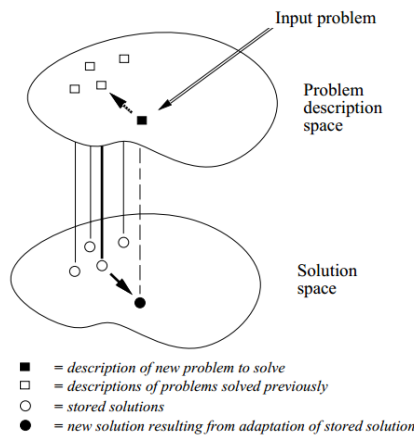 Input problem
Problem
description
space
Solution
space
= description of new problem to solve
= descriptions of problems solved previously
= stored solutions
= new solution resulting from adaptation of stored solution